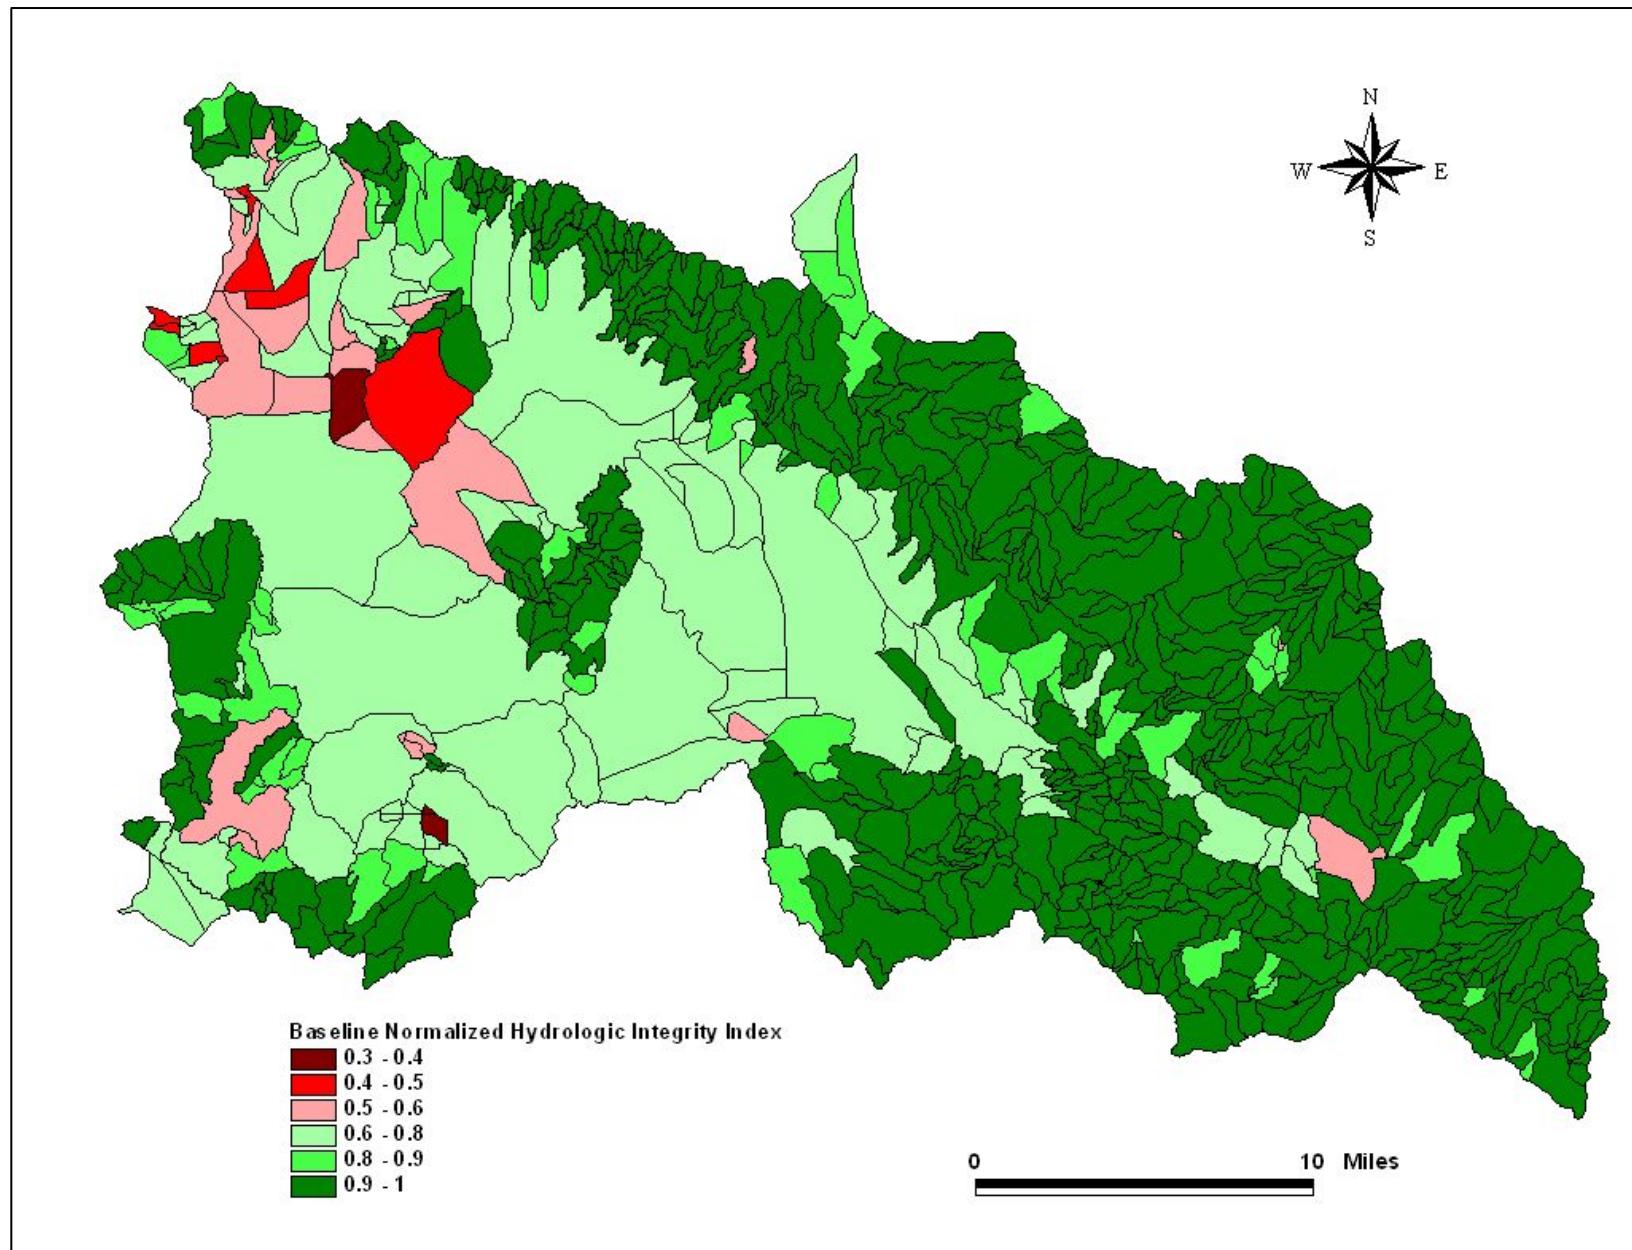 N
W E
S
Baseline Normalized Hydrologic Integrity Index
0.3 - 0.4
0.4 - 0.5
0.5 - 0.6
0.6 - 0.8
0.8 - 0.9
0.9 - 1
0 10 Miles